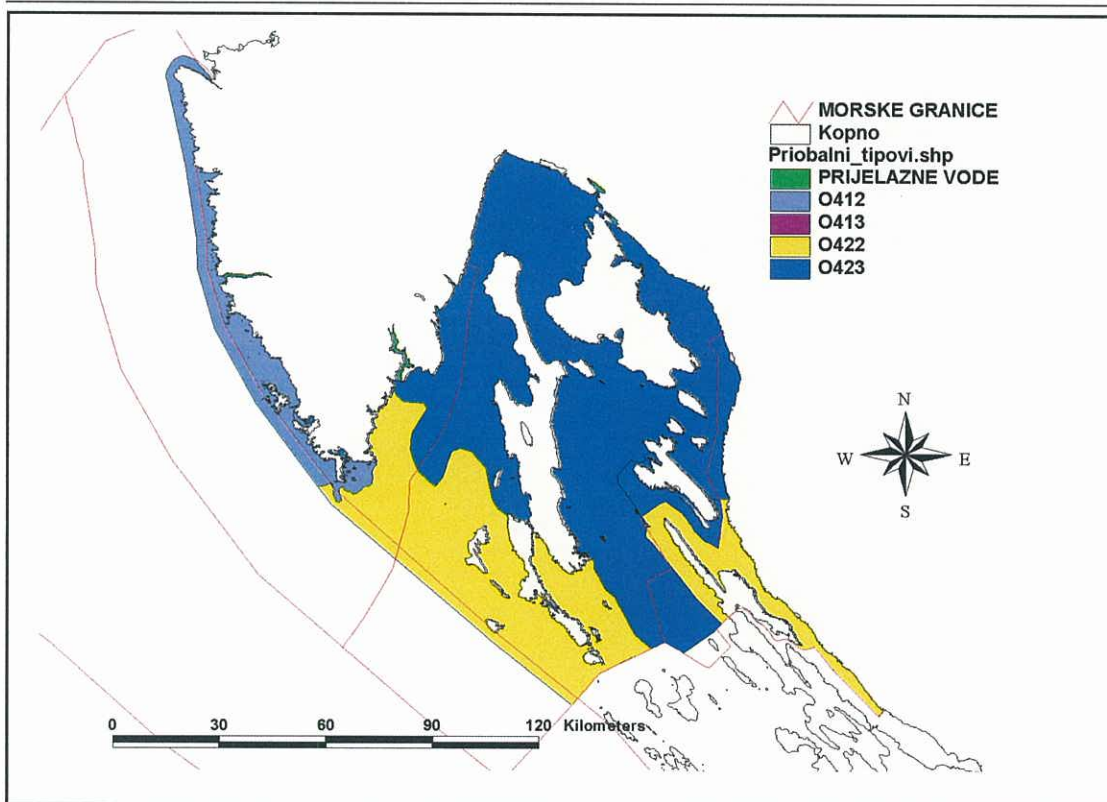 MORSKE GRANICE
Kopno
Priobalni_tipovi.shp
PRIJELAZNE VODE
O412
O413
O422
O423
N
W E
S
0 30 60 90 120 Kilometers